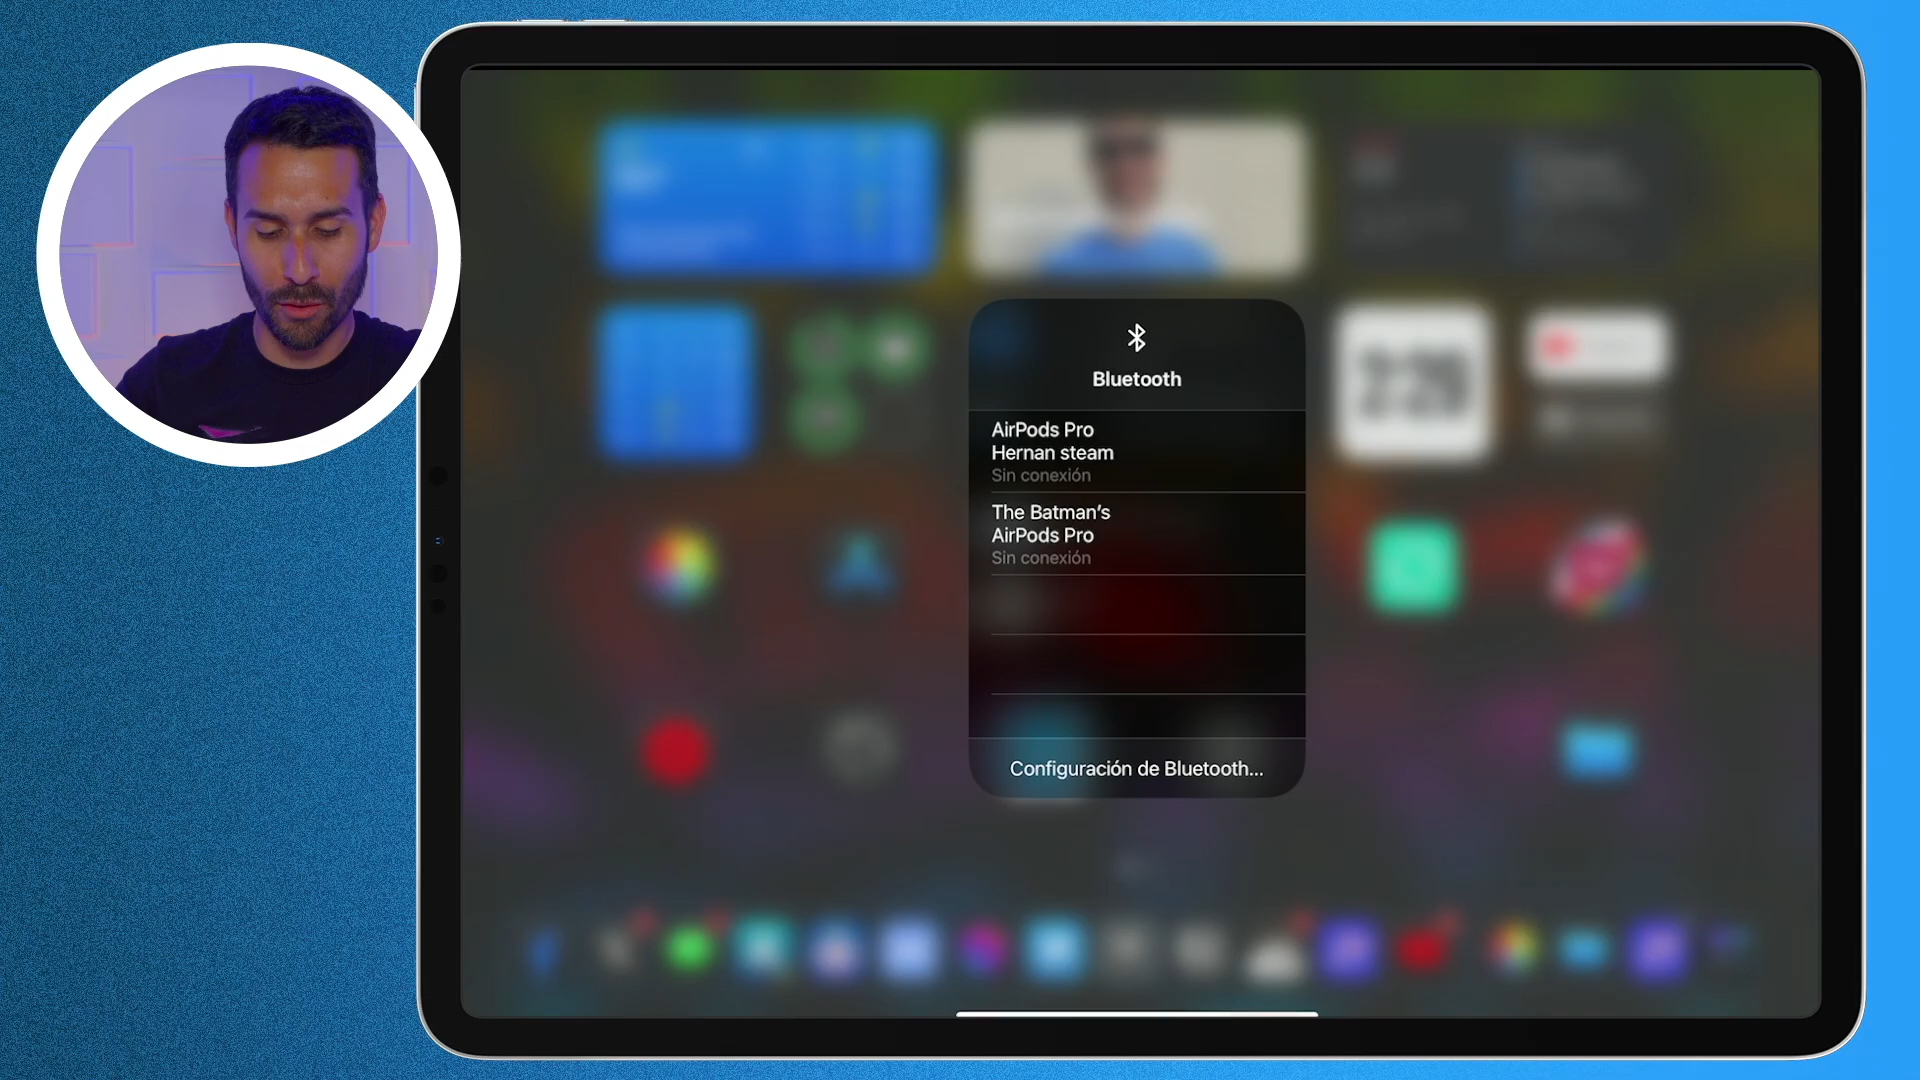 Bluetooth
AirPods Pro
Hernan steam
Sin conexión
The Batman's
AirPods Pro
Sin conexión
Configuración de Bluetooth...